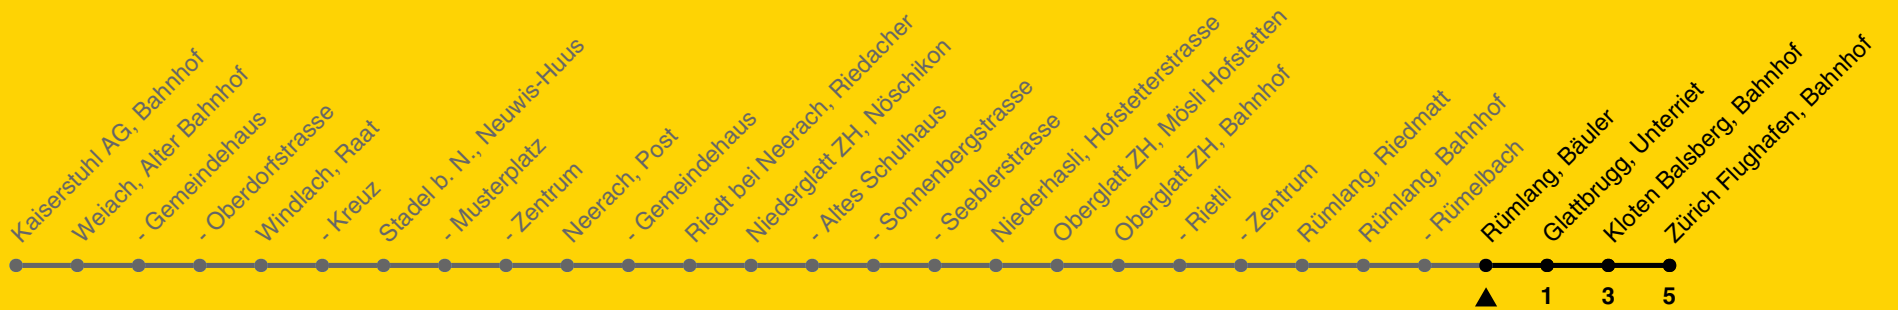 Kaiserstuhl AG, Bahnhof
Weiach, Alter Bahnhof
- Gemeindehaus
- Oberdorfstrasse
Windlach, Raat
- Kreuz
Stadel b. N., Neuwis-Huus
- Musterplatz
- Zentrum
Neerach, Post
- Gemeindehaus
Riedt bei Neerach, Riedacher
Niederglatt ZH, Nöschikon
- Altes Schulhaus
- Sonnenbergstrasse
- Seeblerstrasse
Niederhasli, Hofstetterstrasse
Oberglatt ZH, Mösli Hofstetten
Oberglatt ZH, Bahnhof
- Rietli
- Zentrum
Rümlang, Riedmatt
Rümlang, Bahnhof
- Rümelbach
Rümlang, Bäuler
Glattbrugg, Unterriet
Kloten Balsberg, Bahnhof
Zürich Flughafen, Bahnhof
1 3 5